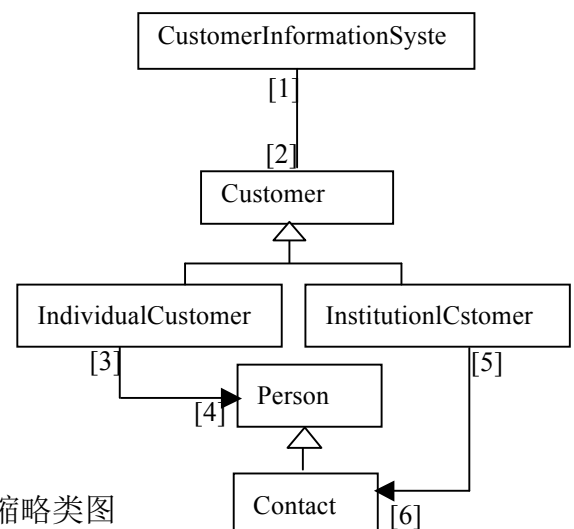 CustomerInformationSyste
[1]
[2]
Customer
IndividualCustomer
InstitutionlCstomer
[3]
[5]
[4]
Person
缩略类图
Contact
[6]